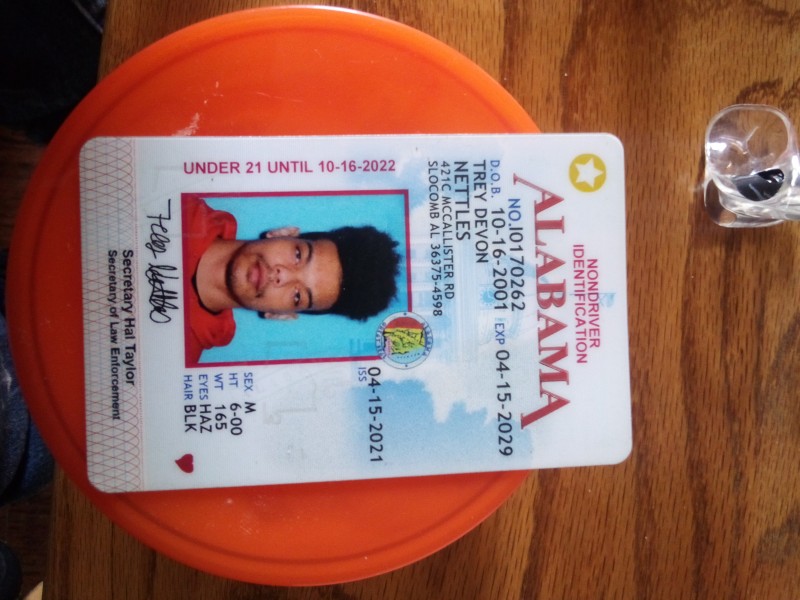 NONDRIVER
IDENTIFICATION
ALABAMA
NO. I0170262
D.O.B. 10-16-2001 EXP 04-15-2029
TREY DEVON
NETTLES
421C MCCALLISTER RD
SLOCOMB AL 36375-4598
ISS 04-15-2021
UNDER 21 UNTIL 10-16-2022
SEX M
HT 6-00
WT 165
EYES HAZ
HAIR BLK
Secretary Hal Taylor
Secretary of Law Enforcement